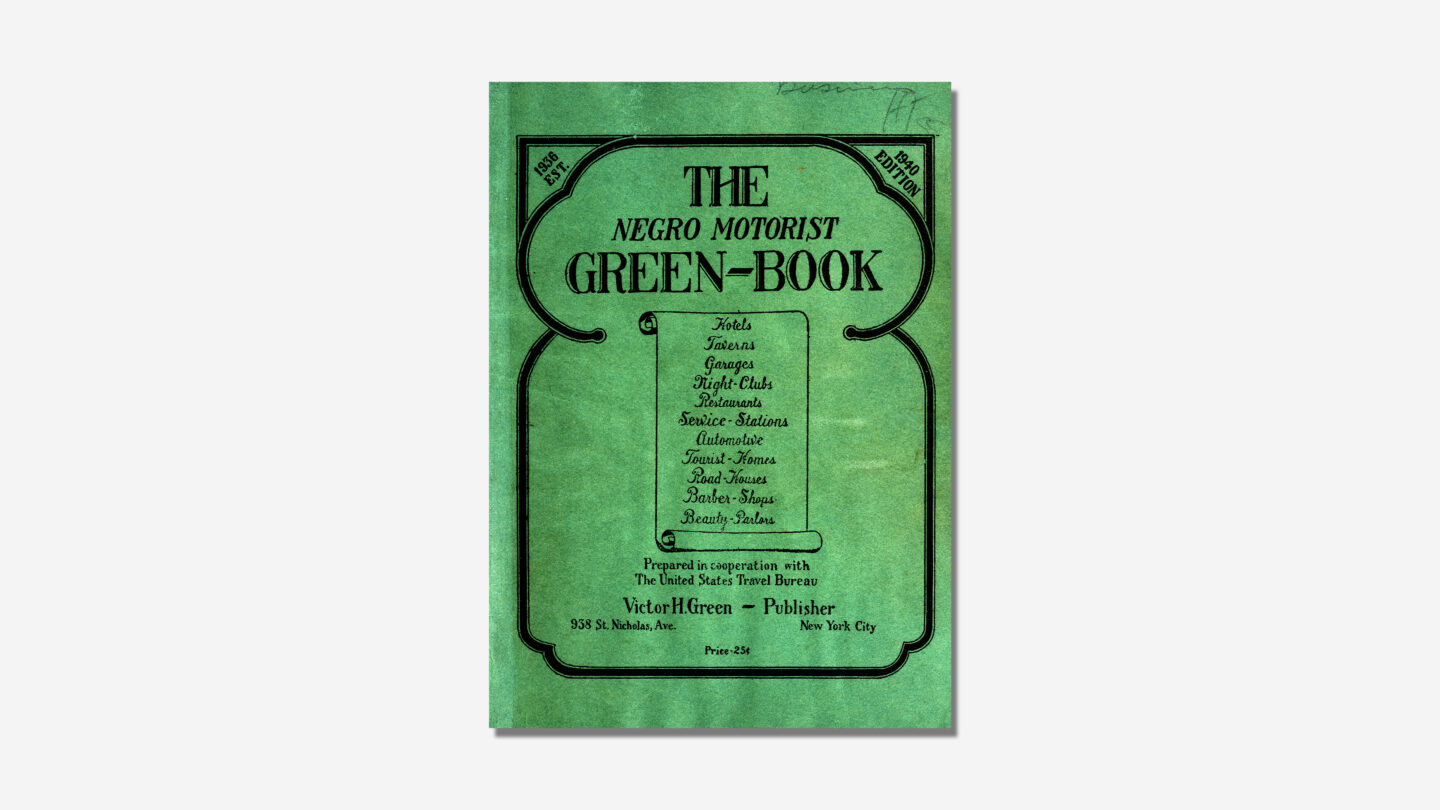 1936
EST.
1940
EDITION
THE
NEGRO MOTORIST
GREEN-BOOK
Hotels
Taverns
Garages
Night-Clubs
Restaurants
Service-Stations
Automotive
Tourist-Homes
Road-Houses
Barber-Shops
Beauty-Parlors
Prepared in cooperation with
The United States Travel Bureau
Victor H. Green — Publisher
938 St. Nicholas, Ave. New York City
Price-25¢